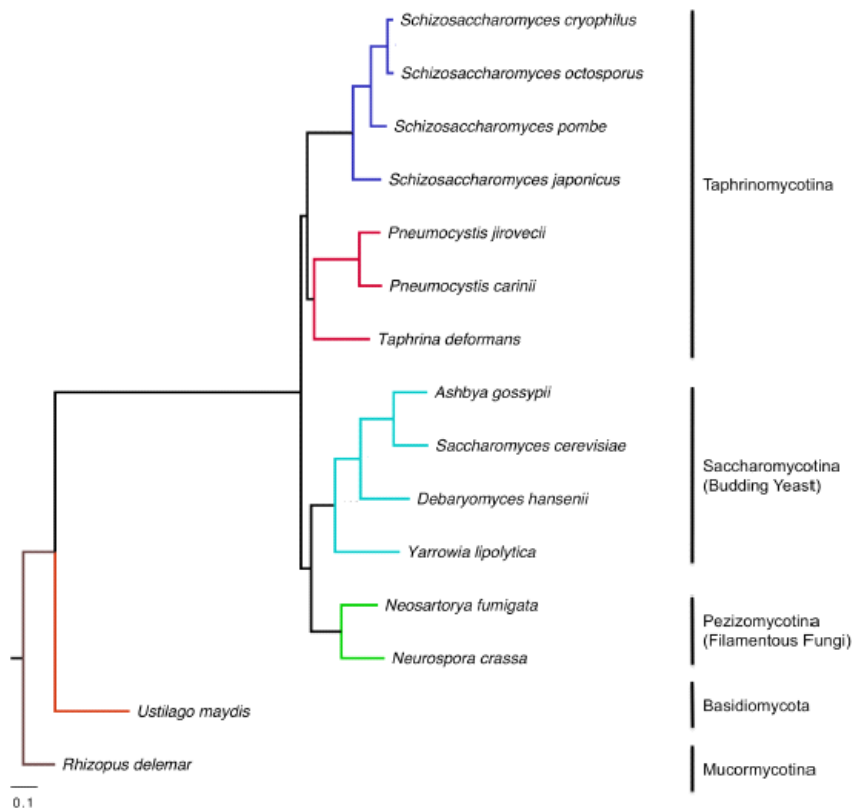 Schizosaccharomyces cryophilus
Schizosaccharomyces octosporus
Schizosaccharomyces pombe
Schizosaccharomyces japonicus
Taphrinomycotina
Pneumocystis jirovecii
Pneumocystis carinii
Taphrina deformans
Ashbya gossypii
Saccharomyces cerevisiae
Saccharomycotina
(Budding Yeast)
Debaryomyces hansenii
Yarrowia lipolytica
Neosartorya fumigata
Pezizomycotina
(Filamentous Fungi)
Neurospora crassa
Ustilago maydis
Basidiomycota
Rhizopus delemar
Mucormycotina
0.1